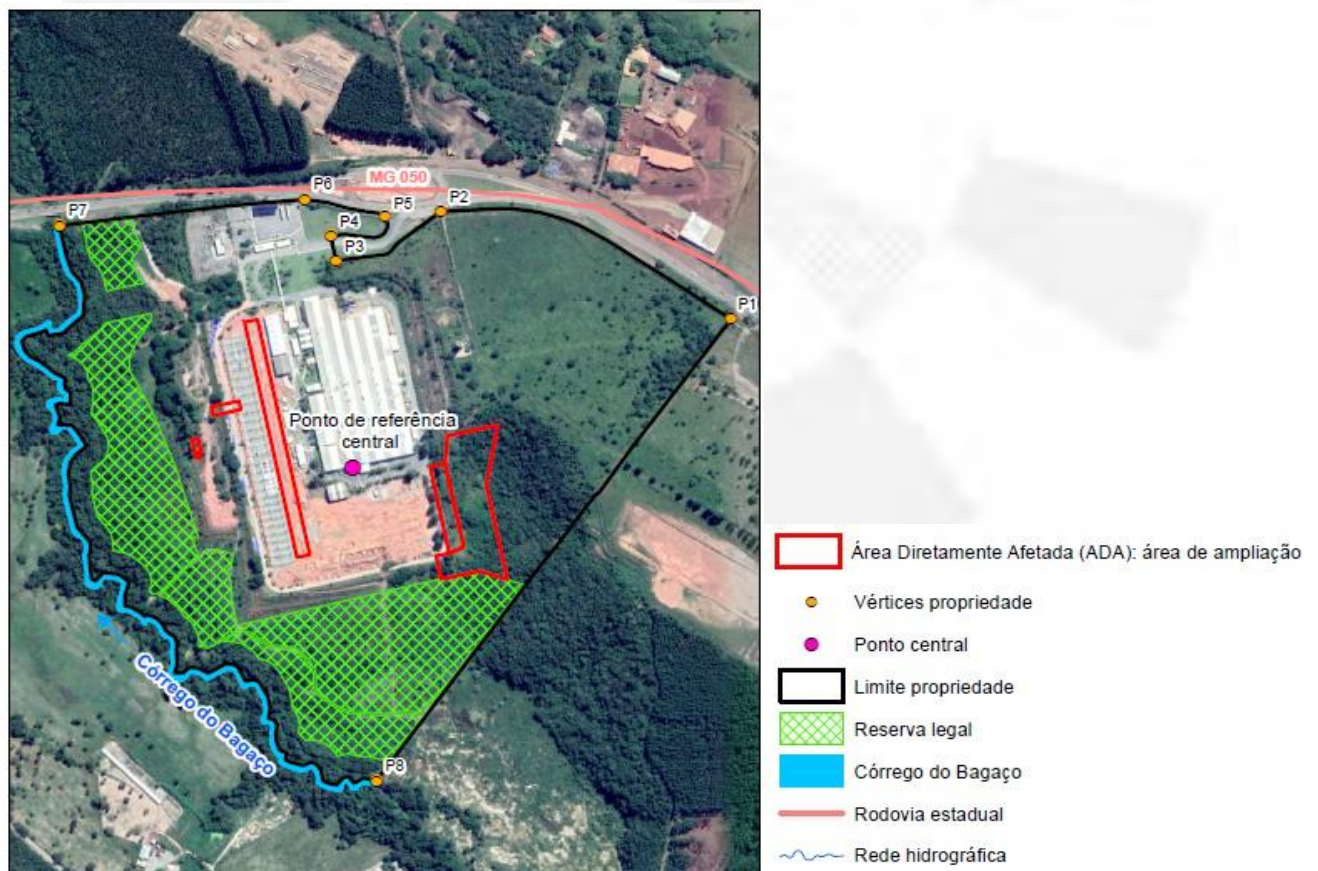 MG 050
P6
P2
P5
P7
P4
P3
P1
Ponto de referência
central
Córrego do Bagaço
P8
Área Diretamente Afetada (ADA): área de ampliação
Vértices propriedade
Ponto central
Limite propriedade
Reserva legal
Córrego do Bagaço
Rodovia estadual
Rede hidrográfica